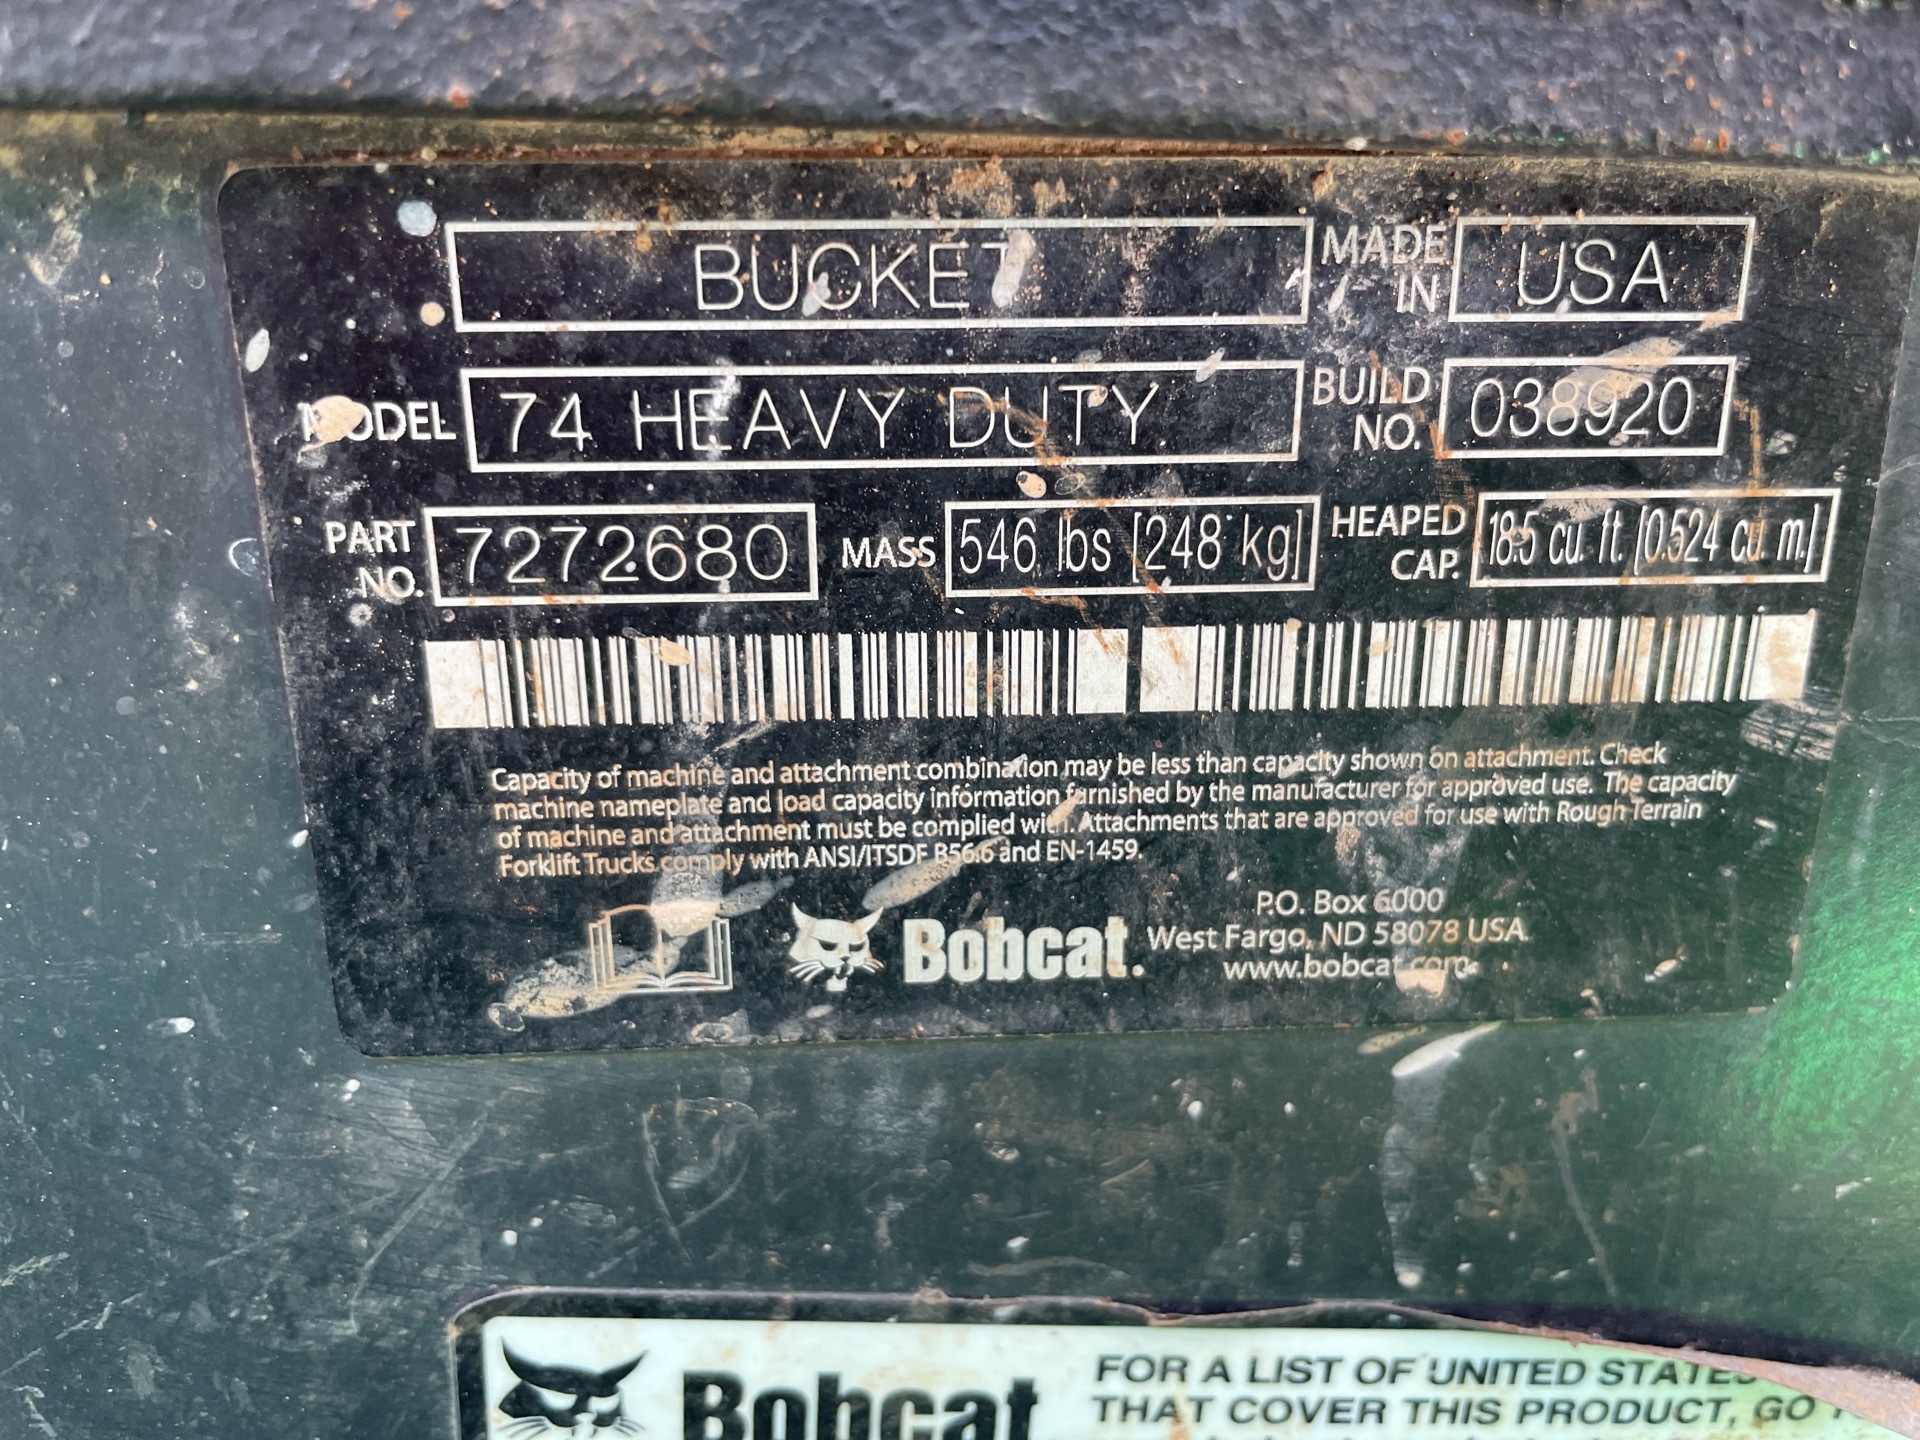 BUCKET MADE IN USA
MODEL 74 HEAVY DUTY BUILD NO. 038920
PART NO. 7272680 MASS 546 lbs [248 kg] HEAPED CAP. 18.5 cu. ft. [0.524 cu. m.]
Capacity of machine and attachment combination may be less than capacity shown on attachment. Check
machine nameplate and load capacity information furnished by the manufacturer for approved use. The capacity
of machine and attachment must be complied with. Attachments that are approved for use with Rough Terrain
Forklift Trucks comply with ANSI/ITSDF B56.6 and EN-1459.
Bobcat.
P.O. Box 6000
West Fargo, ND 58078 USA
www.bobcat.com
Bobcat
FOR A LIST OF UNITED STATES
THAT COVER THIS PRODUCT, GO